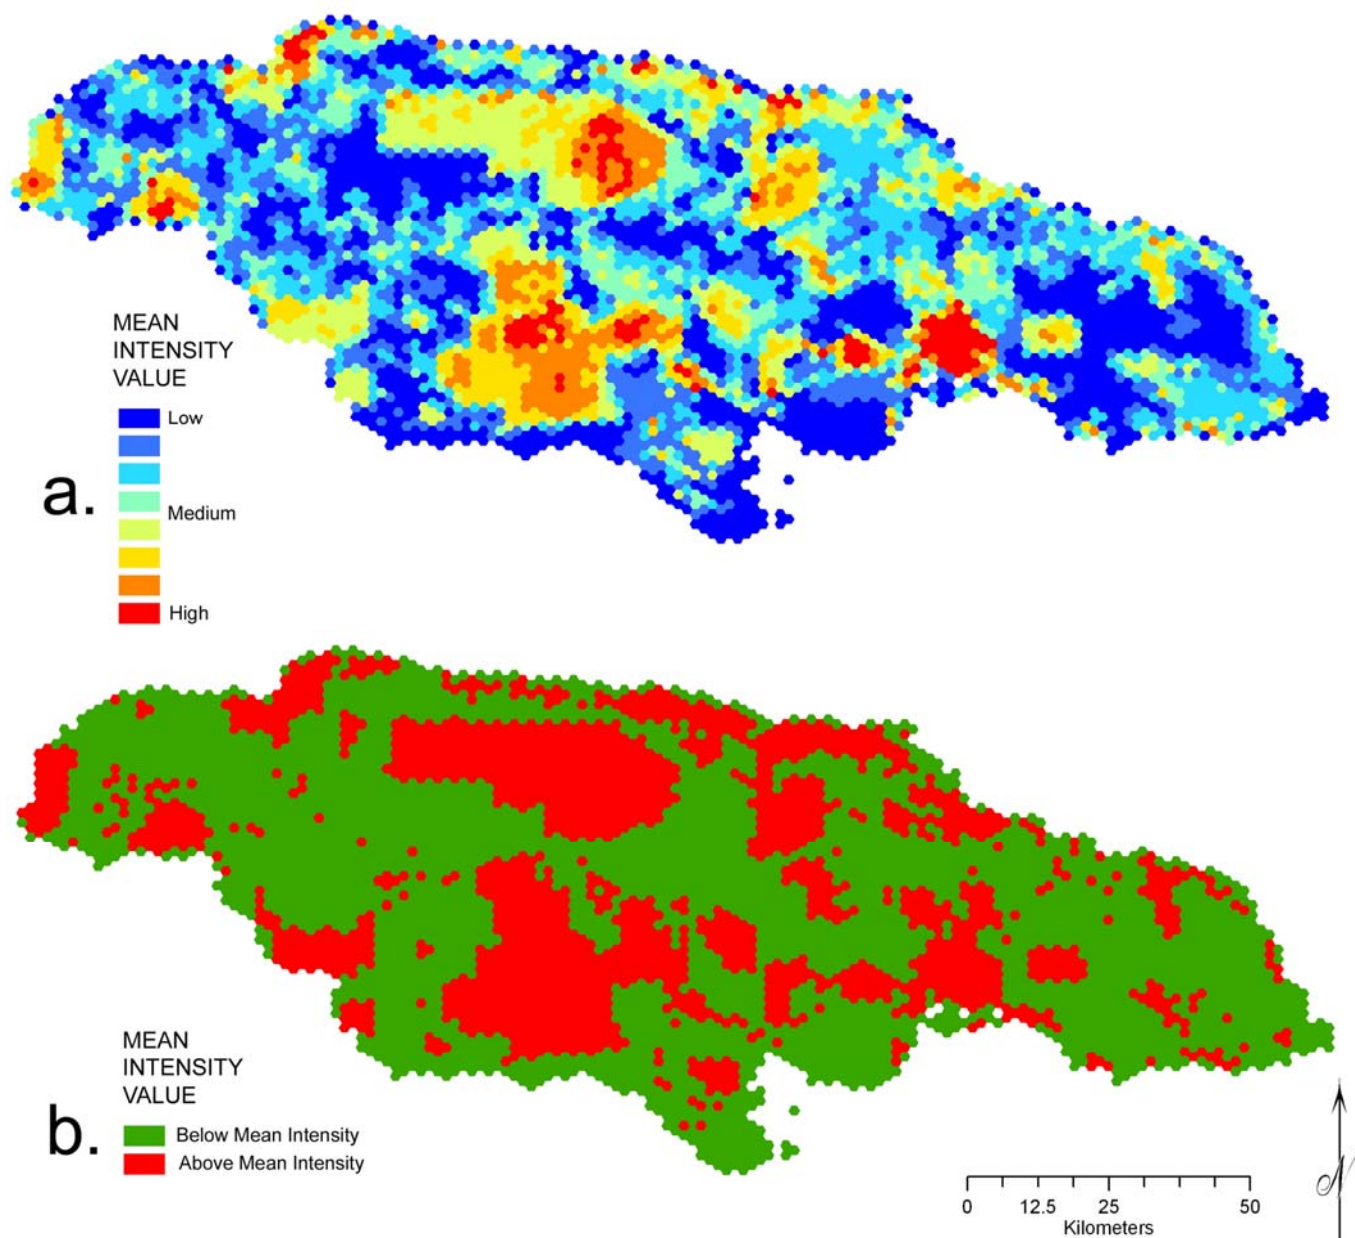 MEAN
INTENSITY
VALUE
Low
Medium
High
a.
MEAN
INTENSITY
VALUE
Below Mean Intensity
Above Mean Intensity
b.
0 12.5 25 50
Kilometers
N